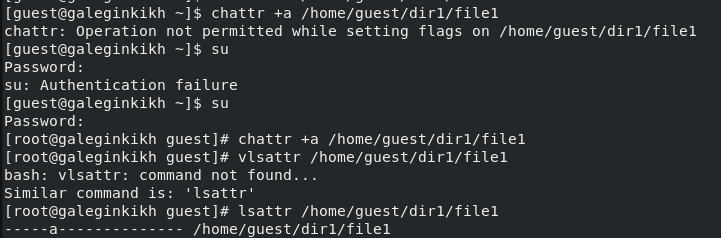 [guest@galeginkikh ~]$ chattr +a /home/guest/dir1/file1
chattr: Operation not permitted while setting flags on /home/guest/dir1/file1
[guest@galeginkikh ~]$ su
Password:
su: Authentication failure
[guest@galeginkikh ~]$ su
Password:
[root@galeginkikh guest]# chattr +a /home/guest/dir1/file1
[root@galeginkikh guest]# vlsattr /home/guest/dir1/file1
bash: vlsattr: command not found...
Similar command is: 'lsattr'
[root@galeginkikh guest]# lsattr /home/guest/dir1/file1
-----a-------------- /home/guest/dir1/file1